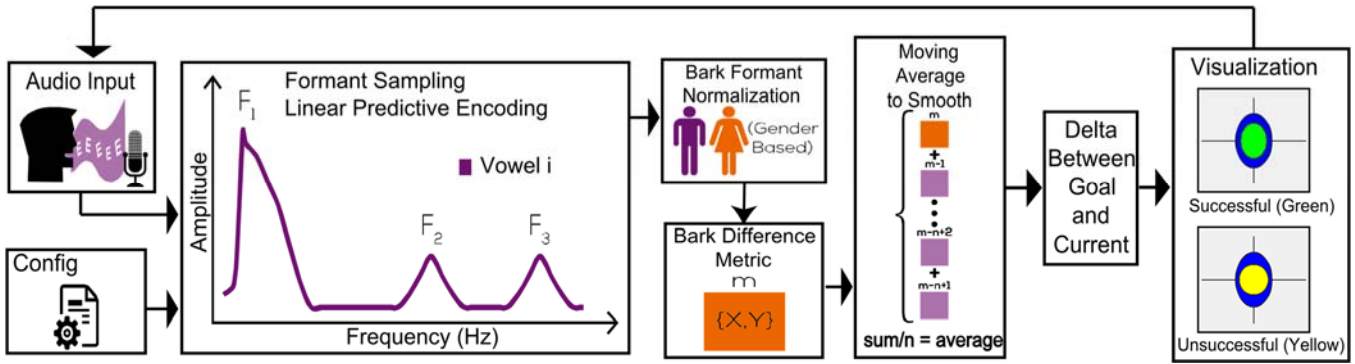 Audio Input
E E E E E
Config
Formant Sampling
Linear Predictive Encoding
F1
Vowel i
F2
F3
Amplitude
Frequency (Hz)
Bark Formant
Normalization
(Gender
Based)
Bark Difference
Metric
m
{X,Y}
Moving
Average
to Smooth
m
+
m-1
+
m-n+2
+
m-n+1
sum/n = average
Delta
Between
Goal
and
Current
Visualization
Successful (Green)
Unsuccessful (Yellow)